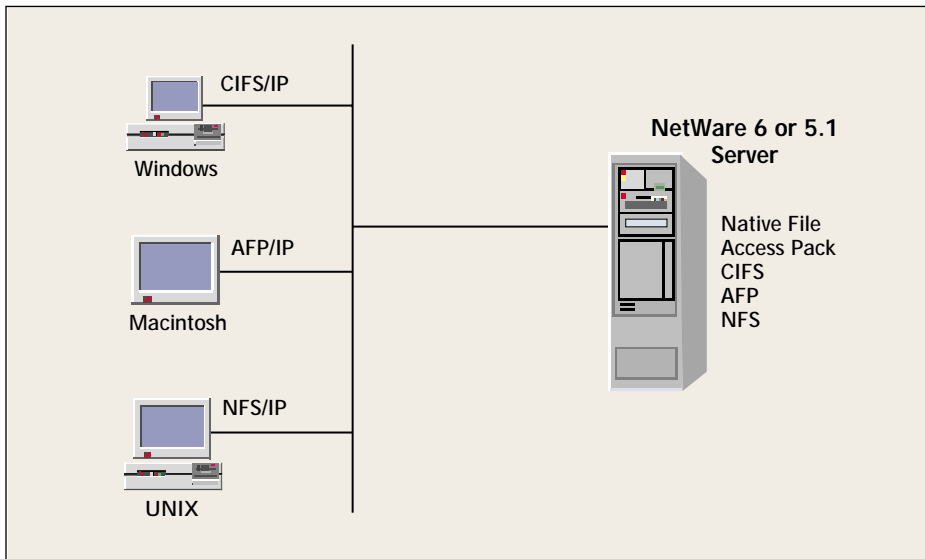 CIFS/IP
Windows
AFP/IP
Macintosh
NFS/IP
UNIX
NetWare 6 or 5.1
Server
Native File
Access Pack
CIFS
AFP
NFS